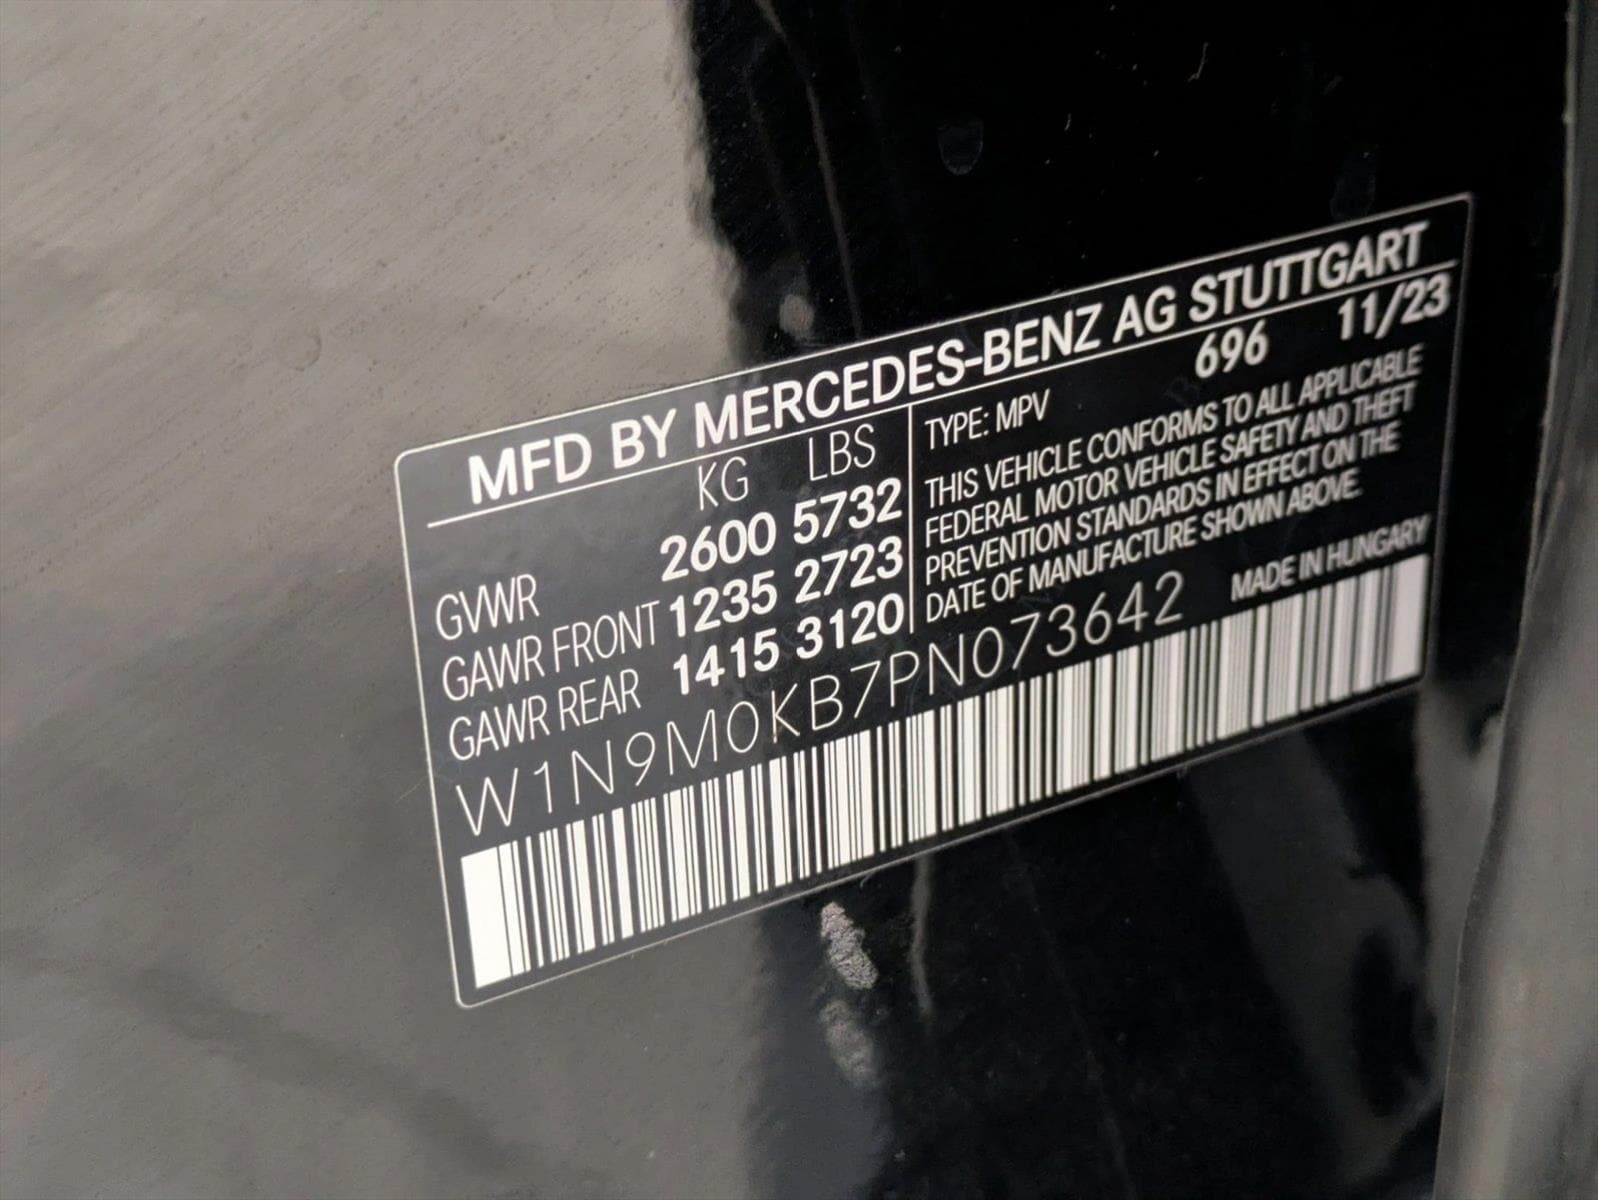 MFD BY MERCEDES-BENZ AG STUTTGART
KG LBS
GVWR 2600 5732
GAWR FRONT 1235 2723
GAWR REAR 1415 3120
696 11/23
TYPE: MPV
THIS VEHICLE CONFORMS TO ALL APPLICABLE
FEDERAL MOTOR VEHICLE SAFETY AND THEFT
PREVENTION STANDARDS IN EFFECT ON THE
DATE OF MANUFACTURE SHOWN ABOVE.
W1N9M0KB7PN073642
MADE IN HUNGARY